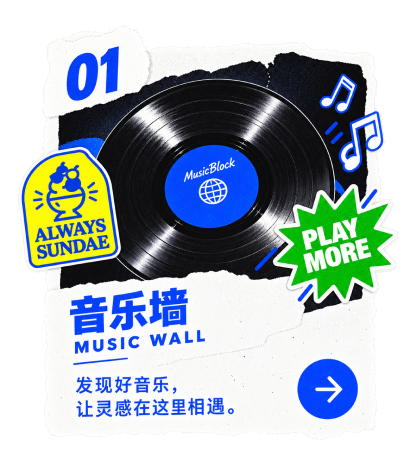 01
MusicBlock
ALWAYS
SUNDAE
PLAY
MORE
音乐墙
MUSIC WALL
发现好音乐，
让灵感在这里相遇。